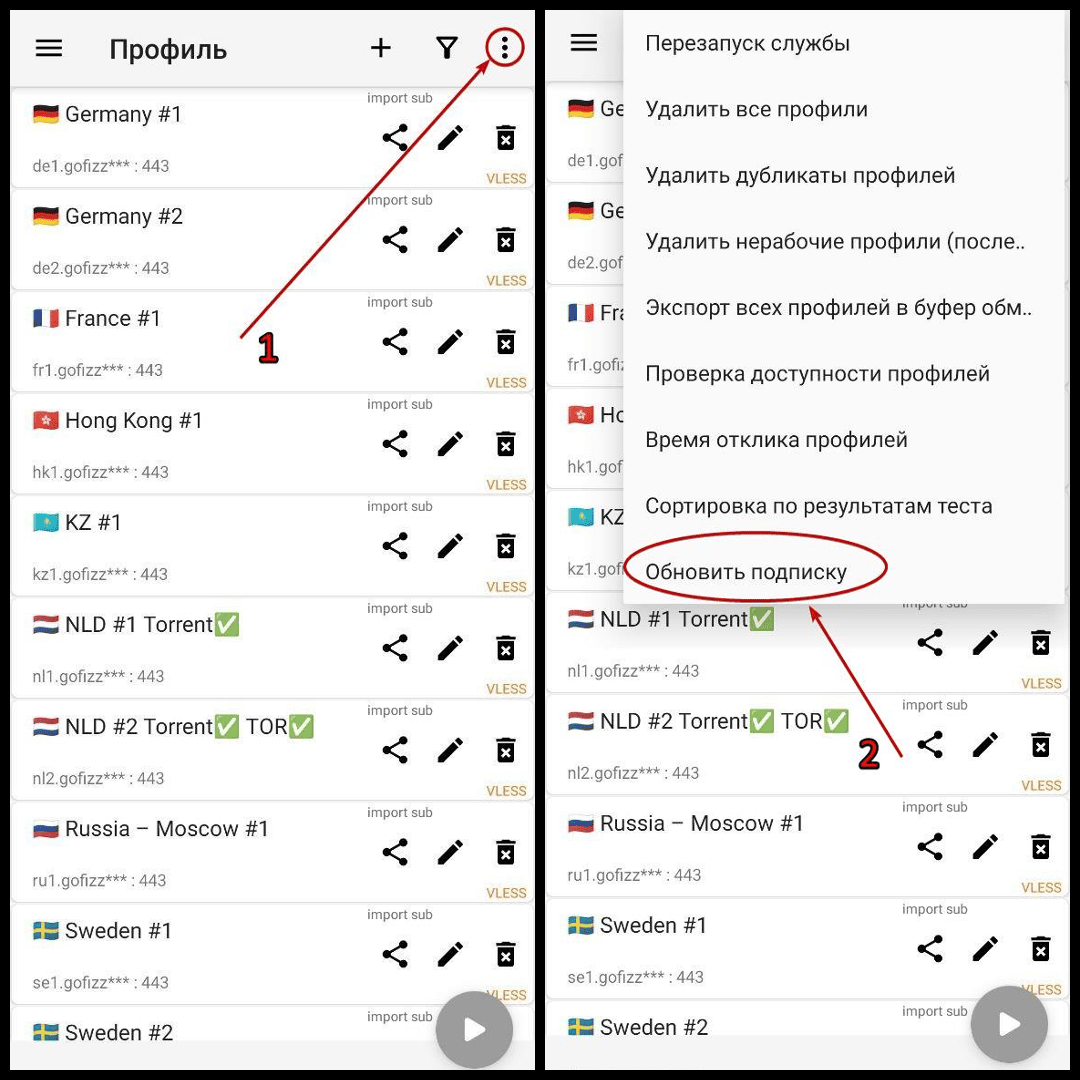 Профиль
import sub
Germany #1
de1.gofizz*** : 443
VLESS
import sub
Germany #2
de2.gofizz*** : 443
VLESS
import sub
France #1
1
fr1.gofizz*** : 443
VLESS
import sub
Hong Kong #1
hk1.gofizz*** : 443
VLESS
import sub
KZ #1
kz1.gofizz*** : 443
VLESS
import sub
NLD #1 Torrent✅
nl1.gofizz*** : 443
VLESS
import sub
NLD #2 Torrent✅ TOR✅
nl2.gofizz*** : 443
VLESS
import sub
Russia – Moscow #1
ru1.gofizz*** : 443
VLESS
import sub
Sweden #1
se1.gofizz*** : 443
VLESS
import sub
Sweden #2
Перезапуск службы
Удалить все профили
Удалить дубликаты профилей
Удалить нерабочие профили (после..
Экспорт всех профилей в буфер обм..
Проверка доступности профилей
Время отклика профилей
Сортировка по результатам теста
Обновить подписку
Ge
de1.gof
Ge
de2.gof
Fra
fr1.gofi
Ho
hk1.gof
KZ
kz1.gof
import sub
NLD #1 Torrent✅
nl1.gofizz*** : 443
VLESS
import sub
NLD #2 Torrent✅ TOR✅
2
nl2.gofizz*** : 443
VLESS
import sub
Russia – Moscow #1
ru1.gofizz*** : 443
VLESS
import sub
Sweden #1
se1.gofizz*** : 443
VLESS
import sub
Sweden #2